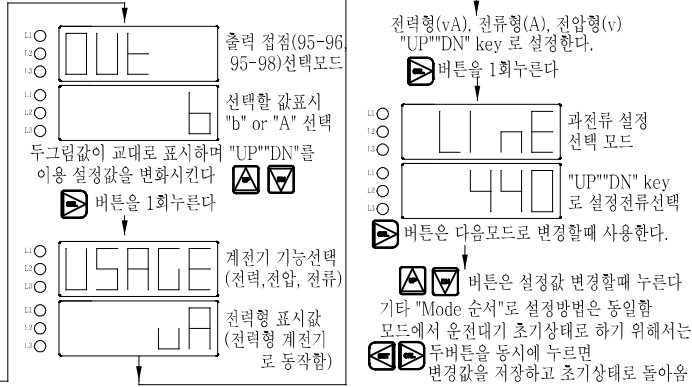 L1
L2
L3
OUt
출력 접점(95-96,
95-98)선택모드
L1
L2
L3
b
선택할 값표시
"b" or "A" 선택
두그림값이 교대로 표시하며 "UP""DN"를
이용 설정값을 변화시킨다
버튼을 1회누른다
L1
L2
L3
USAGE
계전기 기능선택
(전력,전압, 전류)
L1
L2
L3
vA
전력형 표시값
(전력형 계전기
로 동작함)
전력형(vA), 전류형(A), 전압형(v)
"UP""DN" key 로 설정한다.
버튼을 1회누른다
L1
L2
L3
LInE
과전류 설정
선택 모드
L1
L2
L3
440
"UP""DN" key
로 설정전류선택
버튼은 다음모드로 변경할때 사용한다.
버튼은 설정값 변경할때 누른다
기타 "Mode 순서"로 설정방법은 동일함
모드에서 운전대기 초기상태로 하기 위해서는
두버튼을 동시에 누르면
변경값을 저장하고 초기상태로 돌아옴